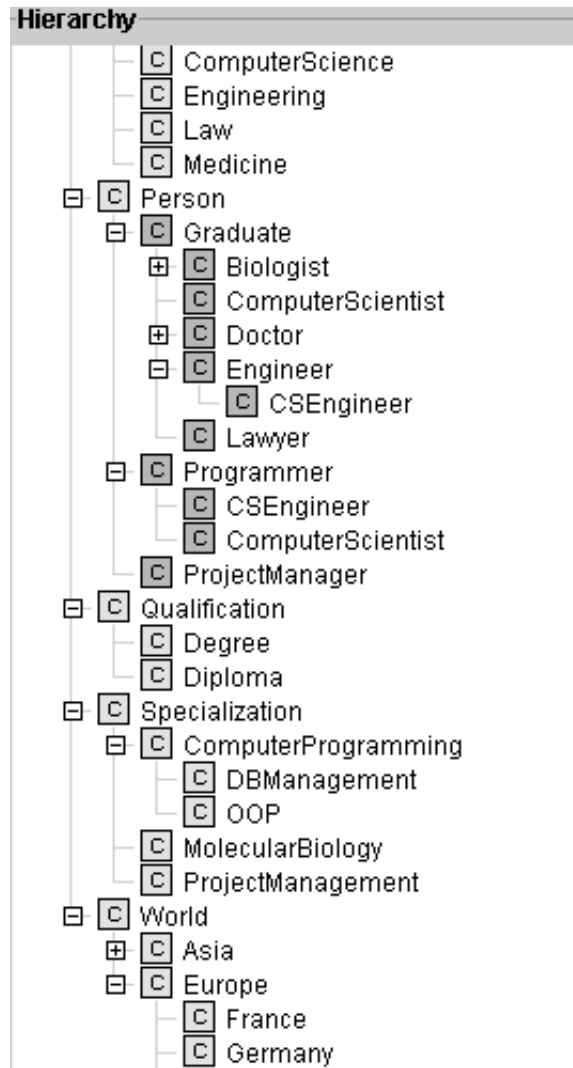 Hierarchy
C ComputerScience
C Engineering
C Law
C Medicine
C Person
C Graduate
C Biologist
C ComputerScientist
C Doctor
C Engineer
C CSEngineer
C Lawyer
C Programmer
C CSEngineer
C ComputerScientist
C ProjectManager
C Qualification
C Degree
C Diploma
C Specialization
C ComputerProgramming
C DBManagement
C OOP
C MolecularBiology
C ProjectManagement
C World
C Asia
C Europe
C France
C Germany